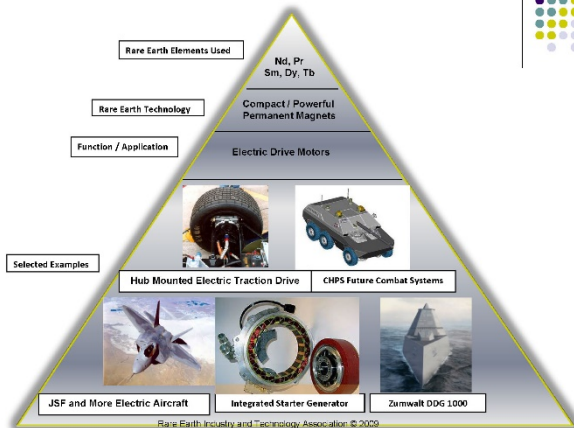 Rare Earth Elements Used
Nd, Pr
Sm, Dy, Tb
Rare Earth Technology
Compact / Powerful
Permanent Magnets
Function / Application
Electric Drive Motors
Selected Examples
Hub Mounted Electric Traction Drive
CHPS Future Combat Systems
JSF and More Electric Aircraft
Integrated Starter Generator
Zumwalt DDG 1000
Rare Earth Industry and Technology Association © 2009